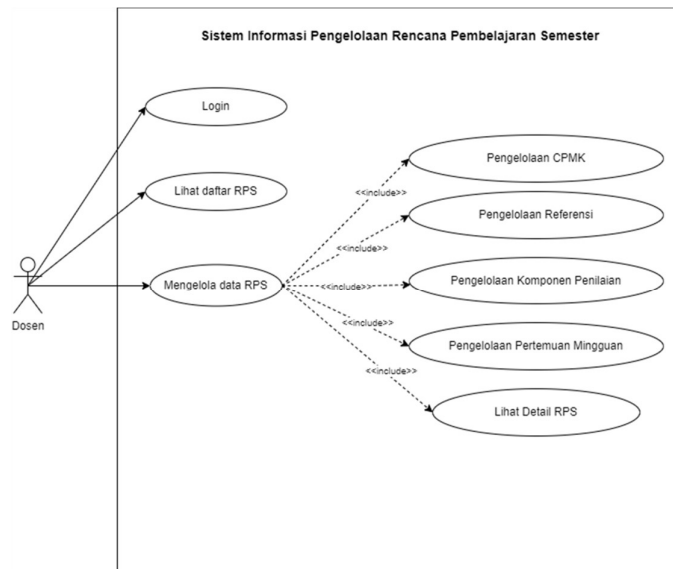 Sistem Informasi Pengelolaan Rencana Pembelajaran Semester
Login
Lihat daftar RPS
Mengelola data RPS
Dosen
<<include>>
Pengelolaan CPMK
<<include>>
Pengelolaan Referensi
<<include>>
Pengelolaan Komponen Penilaian
<<include>>
Pengelolaan Pertemuan Mingguan
<<include>>
Lihat Detail RPS